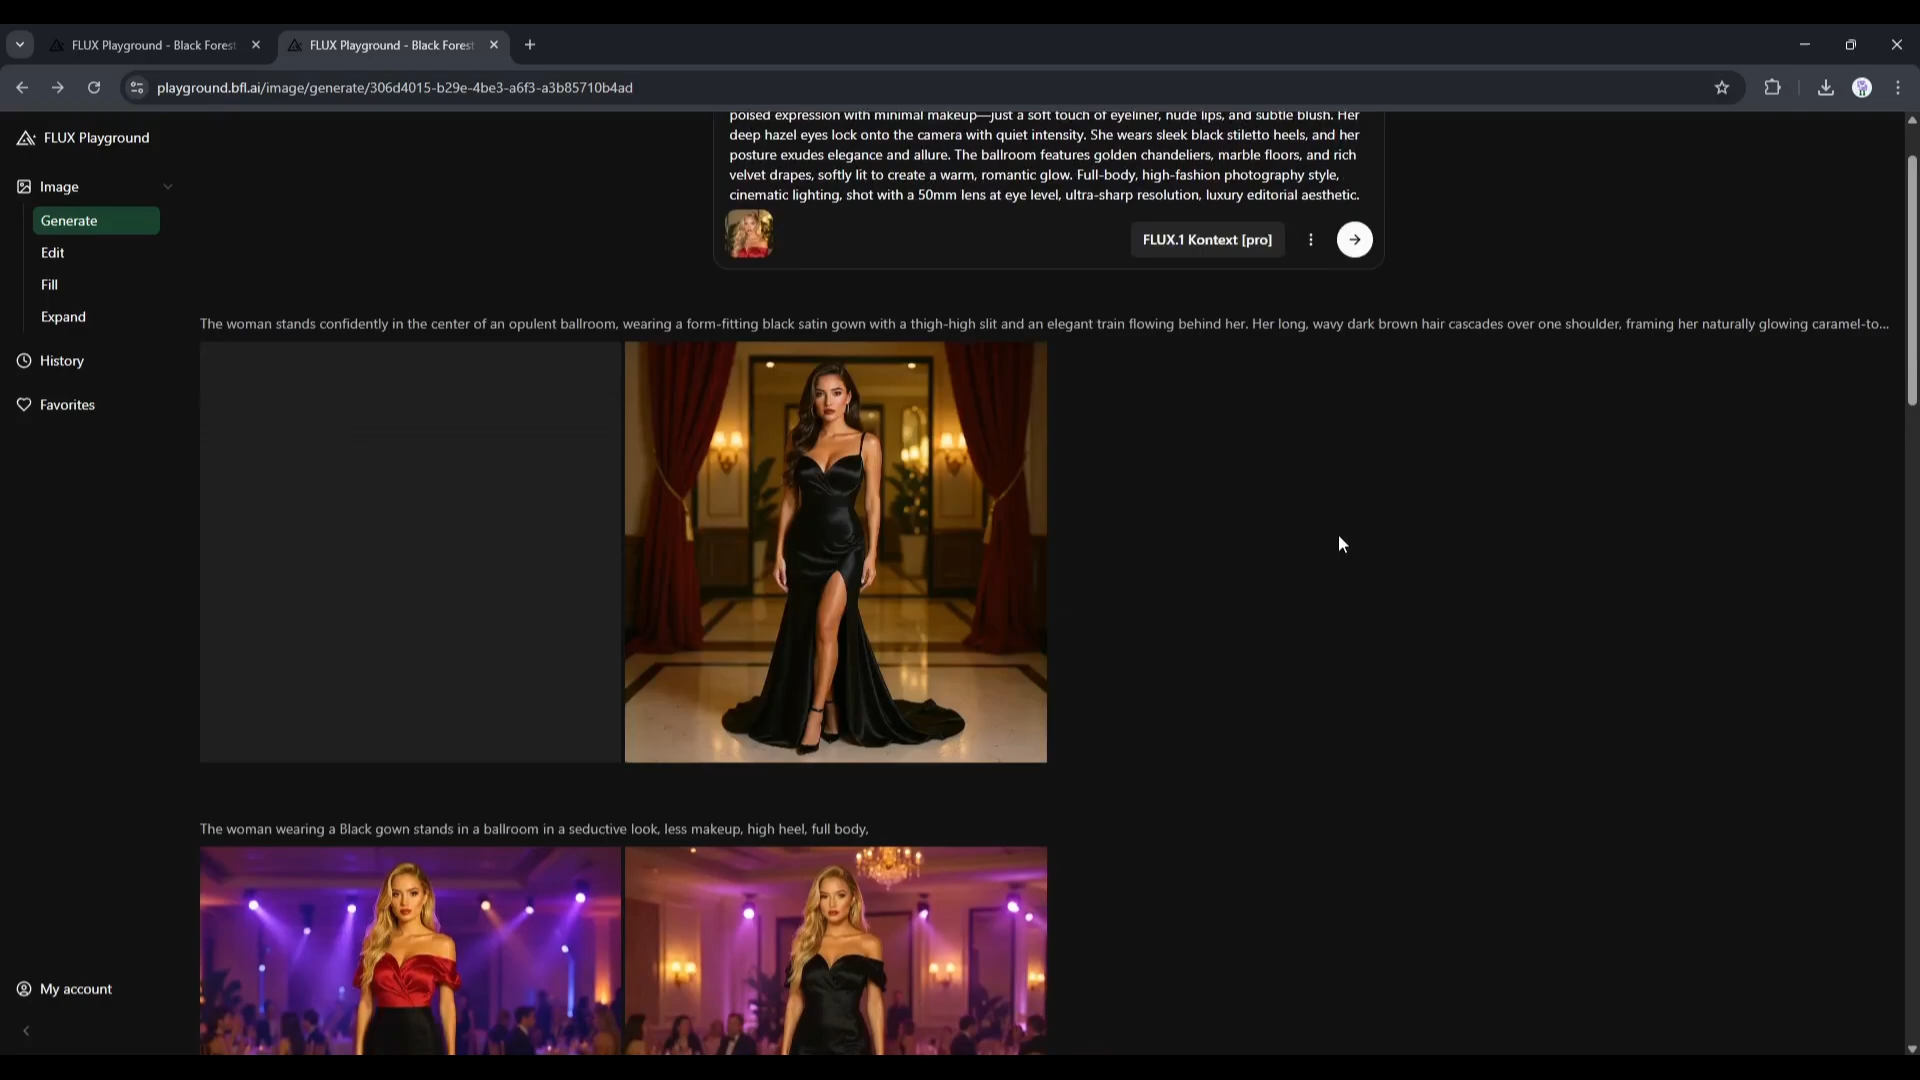 FLUX Playground - Black Forest
FLUX Playground - Black Forest
playground.bfl.ai/image/generate/306d4015-b29e-4be3-a6f3-a3b85710b4ad
FLUX Playground
Image
Generate
Edit
Fill
Expand
History
Favorites
My account
poised expression with minimal makeup—just a soft touch of eyeliner, nude lips, and subtle blush. Her
deep hazel eyes lock onto the camera with quiet intensity. She wears sleek black stiletto heels, and her
posture exudes elegance and allure. The ballroom features golden chandeliers, marble floors, and rich
velvet drapes, softly lit to create a warm, romantic glow. Full-body, high-fashion photography style,
cinematic lighting, shot with a 50mm lens at eye level, ultra-sharp resolution, luxury editorial aesthetic.
FLUX.1 Kontext [pro]
The woman stands confidently in the center of an opulent ballroom, wearing a form-fitting black satin gown with a thigh-high slit and an elegant train flowing behind her. Her long, wavy dark brown hair cascades over one shoulder, framing her naturally glowing caramel-to...
The woman wearing a Black gown stands in a ballroom in a seductive look, less makeup, high heel, full body,